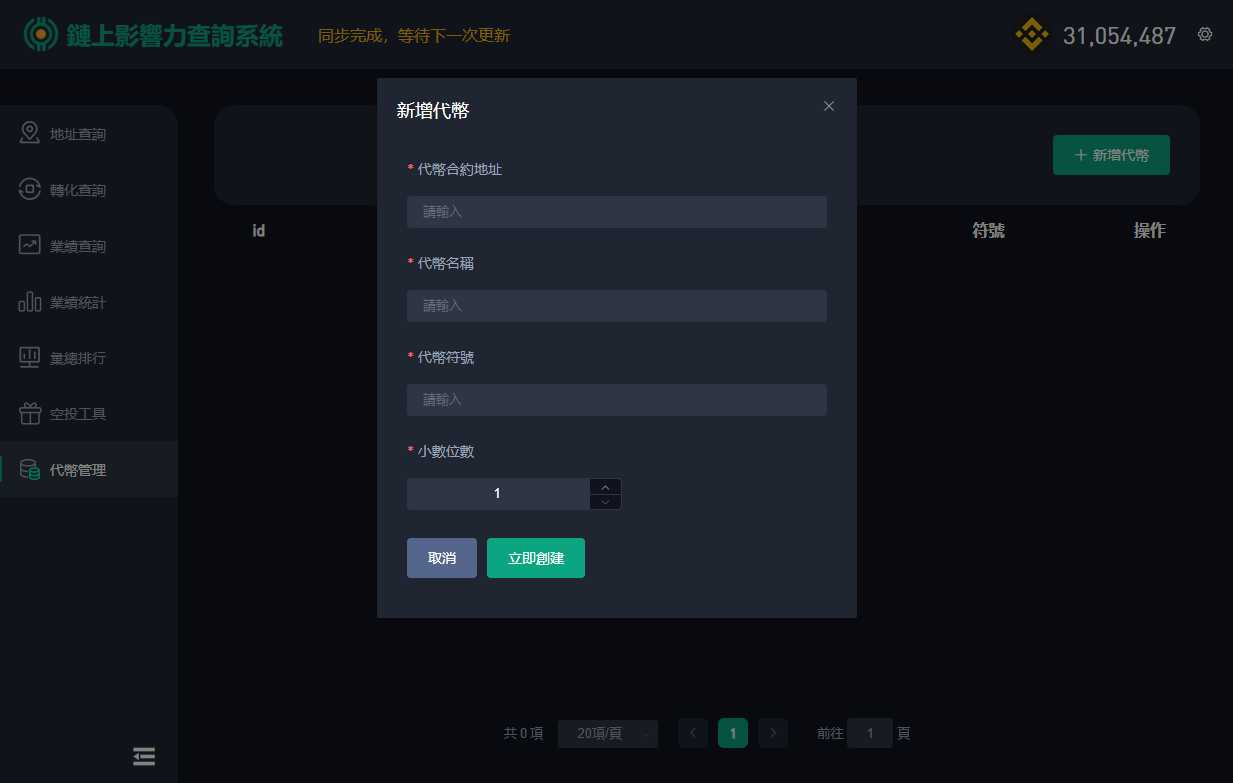 鏈上影響力查詢系統
同步完成，等待下一次更新
31,054,487
地址查詢
轉化查詢
業績查詢
業績統計
量總排行
空投工具
代幣管理
+ 新增代幣
id
符號
操作
新增代幣
* 代幣合約地址
請輸入
* 代幣名稱
請輸入
* 代幣符號
請輸入
* 小數位數
1
取消
立即創建
共 0 項
20項/頁
1
前往 1 頁